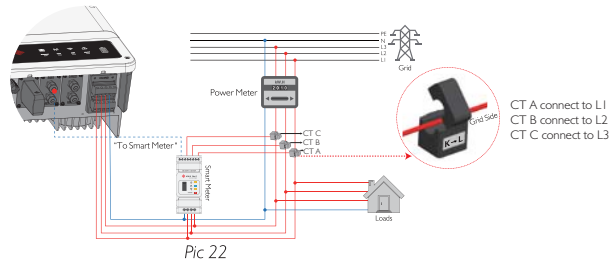 PE
N
L3
L2
L1
Grid
Power Meter
2010
"To Smart Meter"
CT C
CT B
CT A
Smart Meter
Loads
K→L
Grid Side
CT A connect to L1
CT B connect to L2
CT C connect to L3
Pic 22